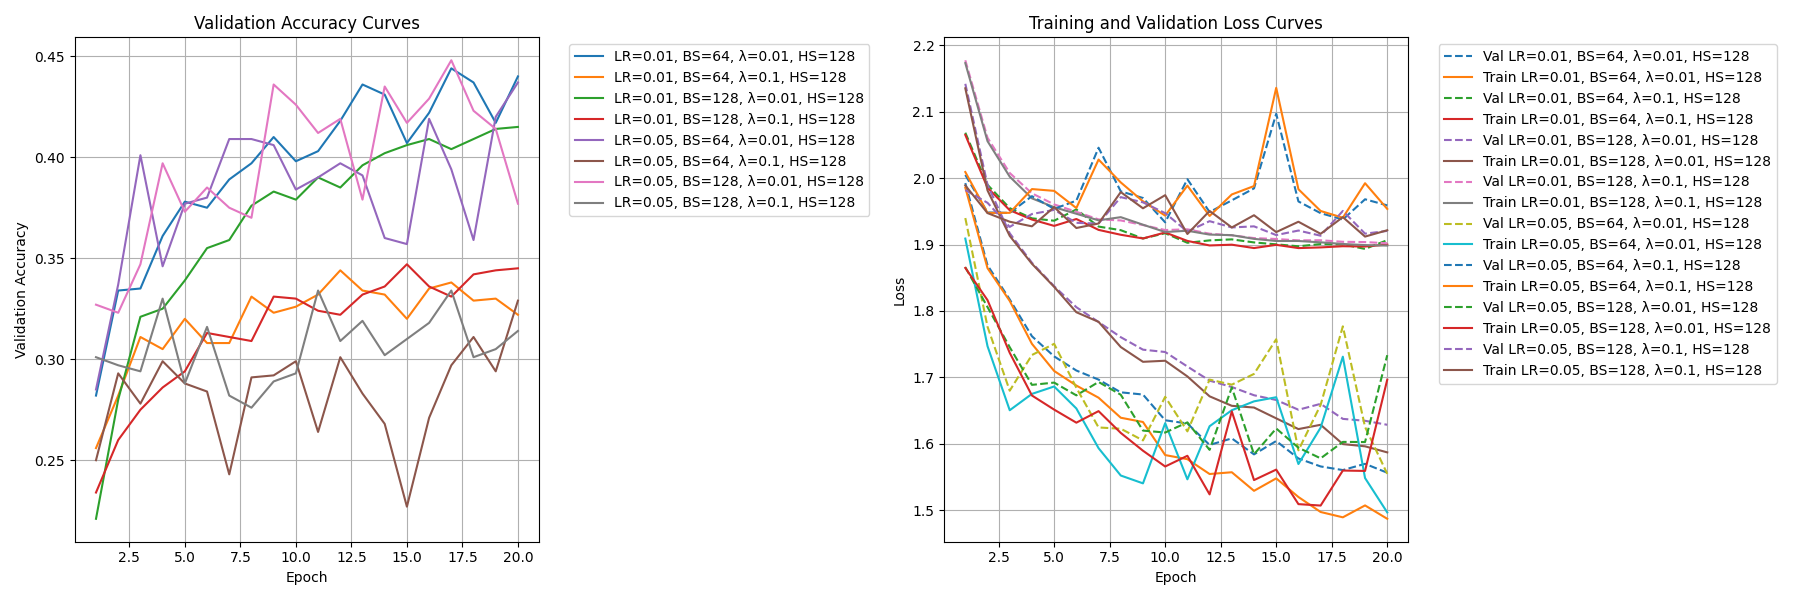 Validation Accuracy Curves
Validation Accuracy
0.45
0.40
0.35
0.30
0.25
2.5 5.0 7.5 10.0 12.5 15.0 17.5 20.0
Epoch
LR=0.01, BS=64, λ=0.01, HS=128
LR=0.01, BS=64, λ=0.1, HS=128
LR=0.01, BS=128, λ=0.01, HS=128
LR=0.01, BS=128, λ=0.1, HS=128
LR=0.05, BS=64, λ=0.01, HS=128
LR=0.05, BS=64, λ=0.1, HS=128
LR=0.05, BS=128, λ=0.01, HS=128
LR=0.05, BS=128, λ=0.1, HS=128
Training and Validation Loss Curves
Loss
2.2
2.1
2.0
1.9
1.8
1.7
1.6
1.5
2.5 5.0 7.5 10.0 12.5 15.0 17.5 20.0
Epoch
Val LR=0.01, BS=64, λ=0.01, HS=128
Train LR=0.01, BS=64, λ=0.01, HS=128
Val LR=0.01, BS=64, λ=0.1, HS=128
Train LR=0.01, BS=64, λ=0.1, HS=128
Val LR=0.01, BS=128, λ=0.01, HS=128
Train LR=0.01, BS=128, λ=0.01, HS=128
Val LR=0.01, BS=128, λ=0.1, HS=128
Train LR=0.01, BS=128, λ=0.1, HS=128
Val LR=0.05, BS=64, λ=0.01, HS=128
Train LR=0.05, BS=64, λ=0.01, HS=128
Val LR=0.05, BS=64, λ=0.1, HS=128
Train LR=0.05, BS=64, λ=0.1, HS=128
Val LR=0.05, BS=128, λ=0.01, HS=128
Train LR=0.05, BS=128, λ=0.01, HS=128
Val LR=0.05, BS=128, λ=0.1, HS=128
Train LR=0.05, BS=128, λ=0.1, HS=128